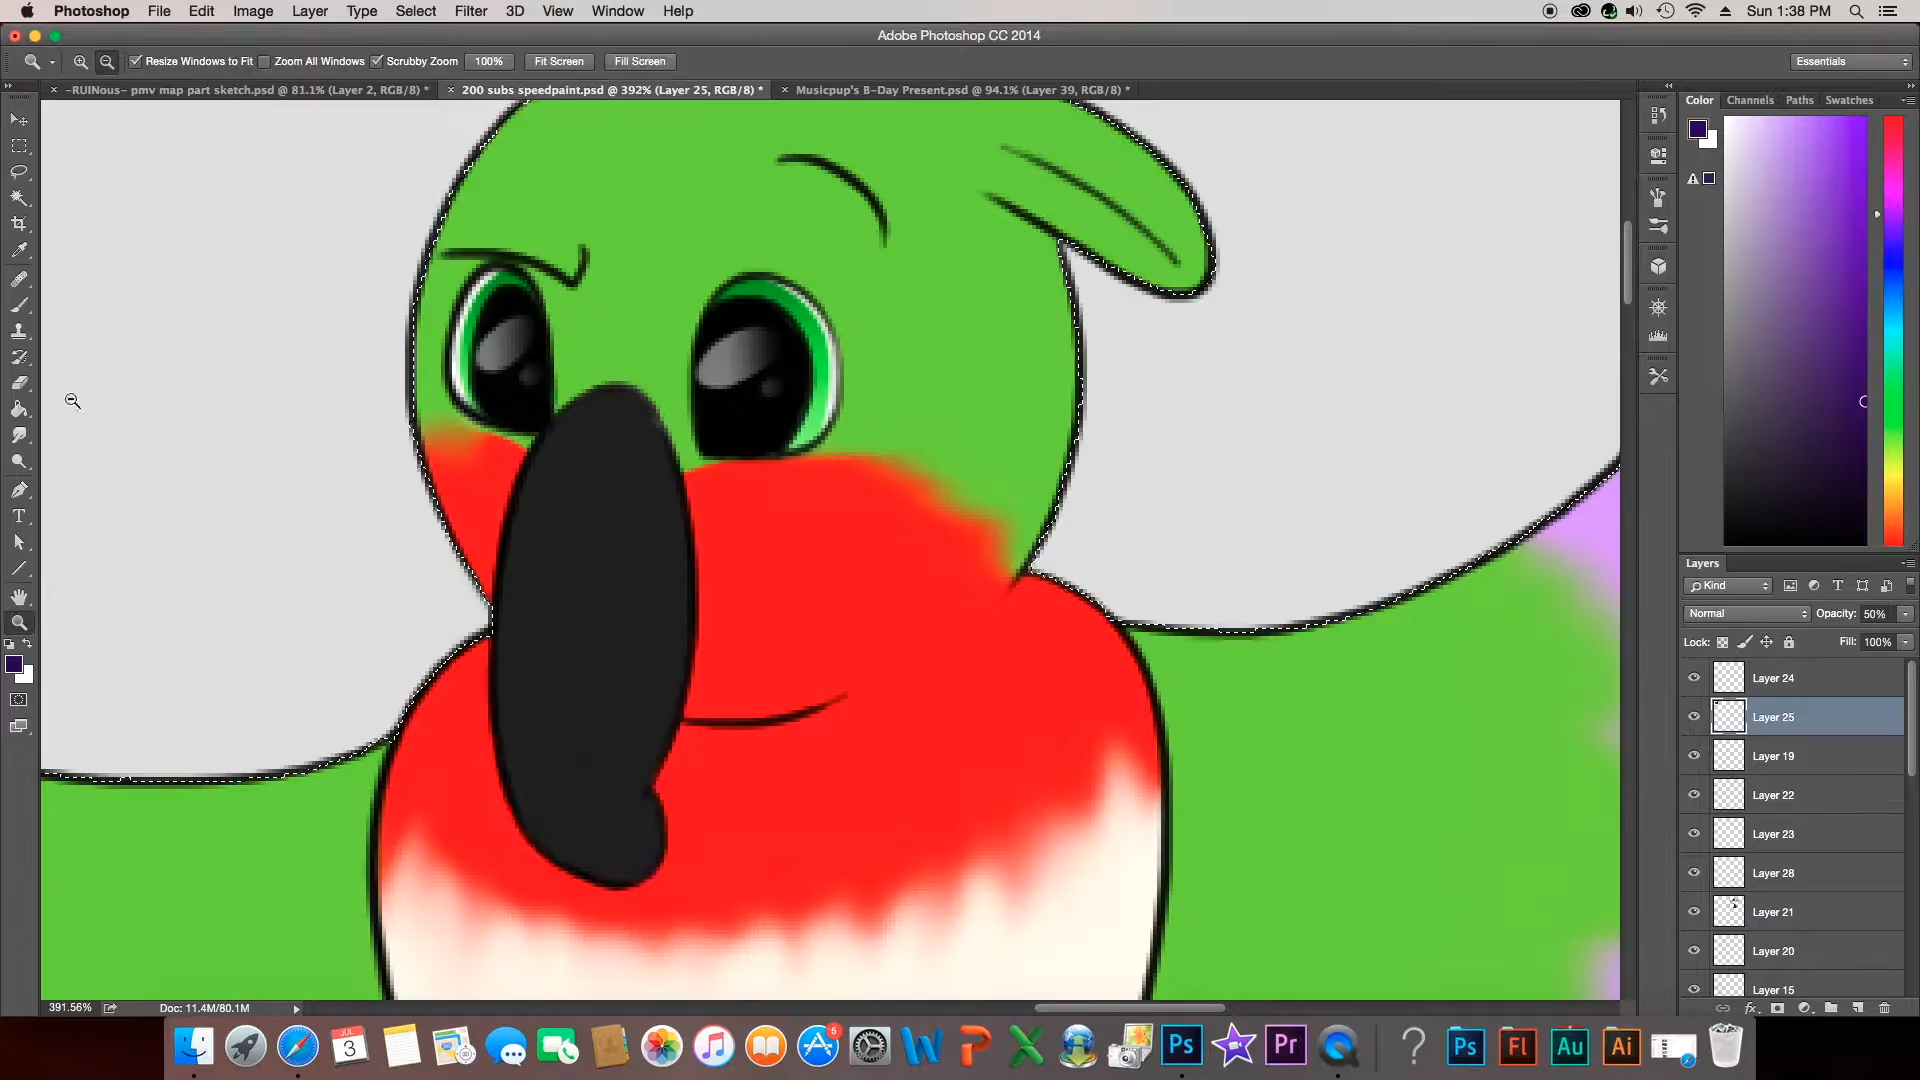 Photoshop File Edit Image Layer Type Select Filter 3D View Window Help Sun 1:38 PM
Adobe Photoshop CC 2014
Resize Windows to Fit Zoom All Windows Scrubby Zoom 100% Fit Screen Fill Screen Essentials
-RUINous- pmv map part sketch.psd @ 81.1% (Layer 2, RGB/8) * 200 subs speedpaint.psd @ 392% (Layer 25, RGB/8) * Musicpup's B-Day Present.psd @ 94.1% (Layer 39, RGB/8) *
Color Channels Paths Swatches
Layers
Kind
Normal Opacity: 50%
Lock: Fill: 100%
Layer 24
Layer 25
Layer 19
Layer 22
Layer 23
Layer 28
Layer 21
Layer 20
Layer 15
391.56% Doc: 11.4M/80.1M
JUL
3
5
Ps Pr Ps Fl Au Ai